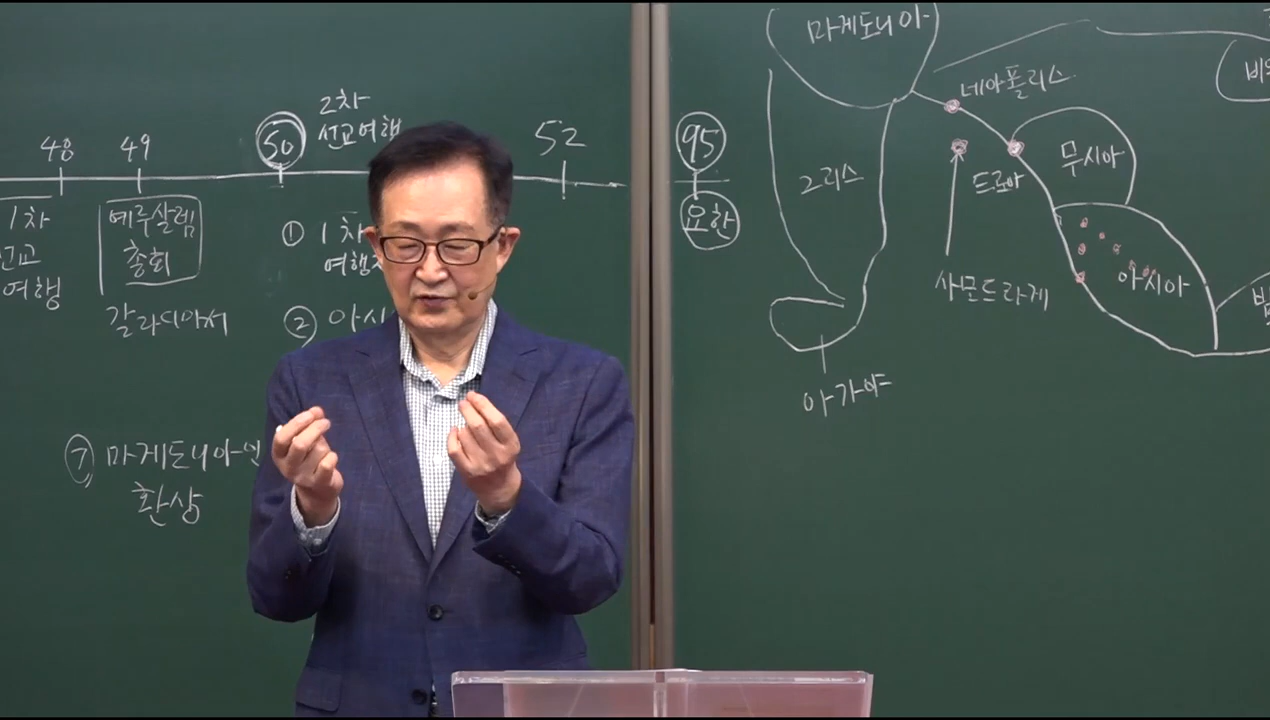 48
49
50
2차
선교여행
52
1차
선교
여행
예루살렘
총회
갈라디아서
① 1차
여행
② 아시
⑦ 마게도니아인
환상
95
요한
마게도니아
네아폴리스
무시아
드로아
그리스
사모드라게
아시아
아가야